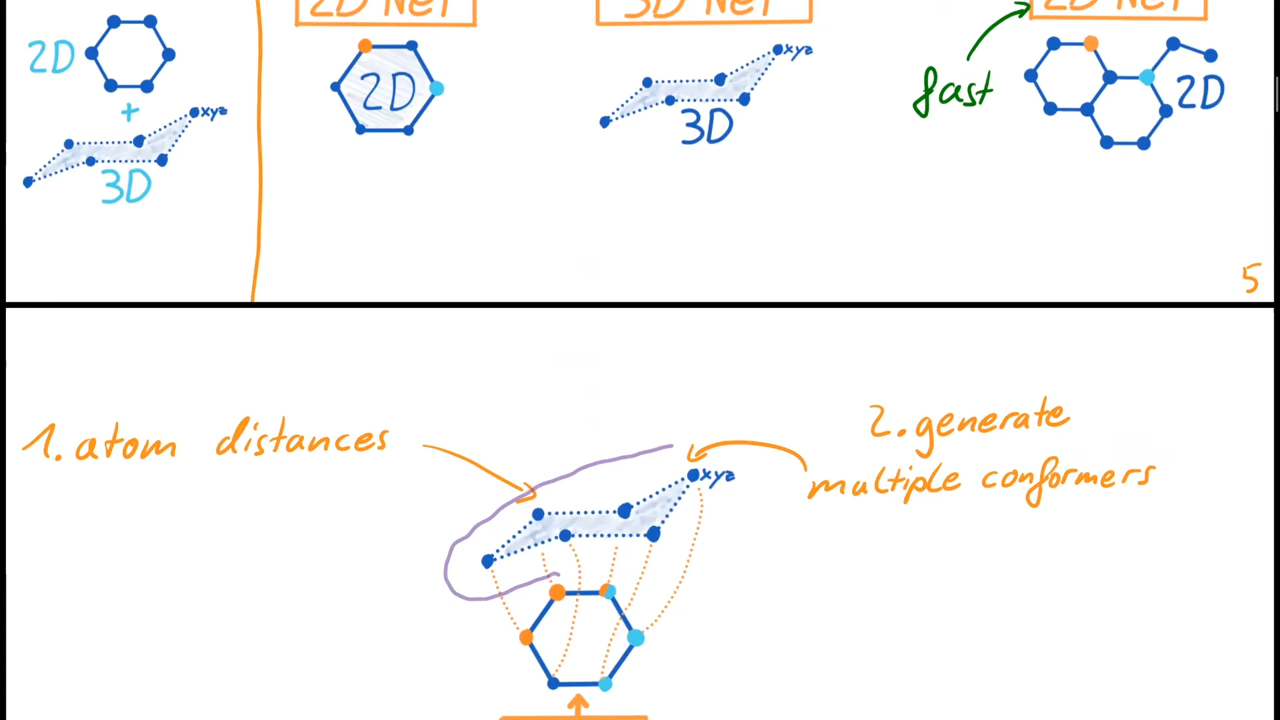 2D Net
3D Net
2D Net
2D
+
xyz
3D
2D
xyz
3D
fast
2D
5
1. atom distances
2. generate
multiple conformers
xyz